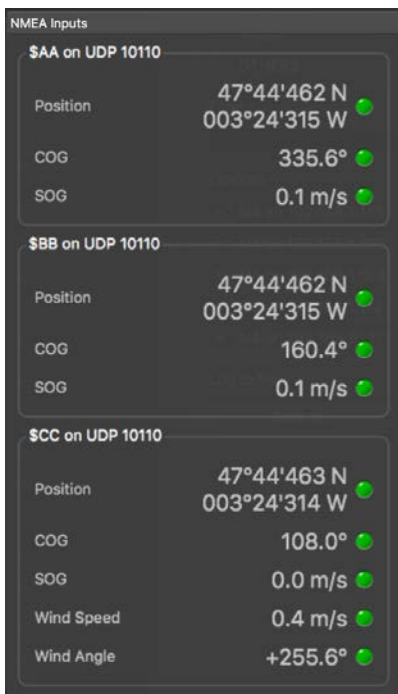 NMEA Inputs
$AA on UDP 10110
Position 47°44'462 N
003°24'315 W
COG 335.6°
SOG 0.1 m/s
$BB on UDP 10110
Position 47°44'462 N
003°24'315 W
COG 160.4°
SOG 0.1 m/s
$CC on UDP 10110
Position 47°44'463 N
003°24'314 W
COG 108.0°
SOG 0.0 m/s
Wind Speed 0.4 m/s
Wind Angle +255.6°